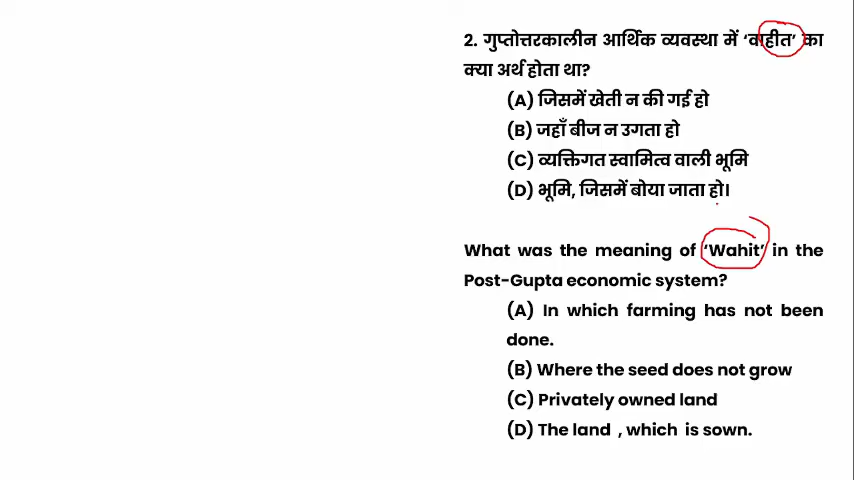 2. गुप्तोत्तरकालीन आर्थिक व्यवस्था में ‘वाहीत’ का
क्या अर्थ होता था?
(A) जिसमें खेती न की गई हो
(B) जहाँ बीज न उगता हो
(C) व्यक्तिगत स्वामित्व वाली भूमि
(D) भूमि, जिसमें बोया जाता हो।
What was the meaning of ‘Wahit’ in the
Post-Gupta economic system?
(A) In which farming has not been
done.
(B) Where the seed does not grow
(C) Privately owned land
(D) The land , which is sown.